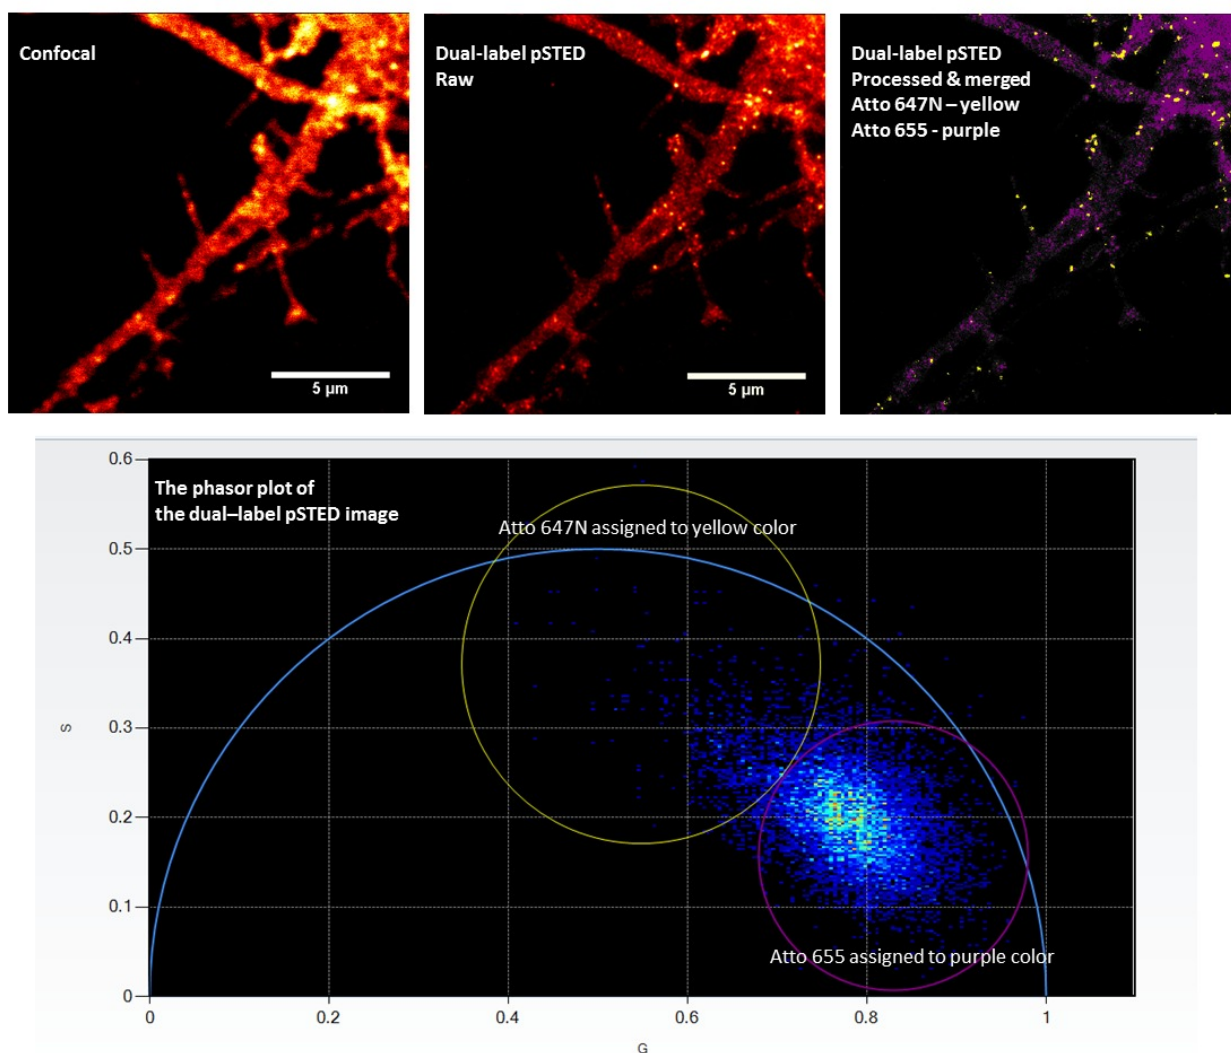 Confocal
5 µm
Dual-label pSTED
Raw
5 µm
Dual-label pSTED
Processed & merged
Atto 647N – yellow
Atto 655 - purple
The phasor plot of
the dual–label pSTED image
Atto 647N assigned to yellow color
Atto 655 assigned to purple color
0.6
0.5
0.4
0.3
0.2
0.1
0
S
0
0.2
0.4
0.6
0.8
1
G